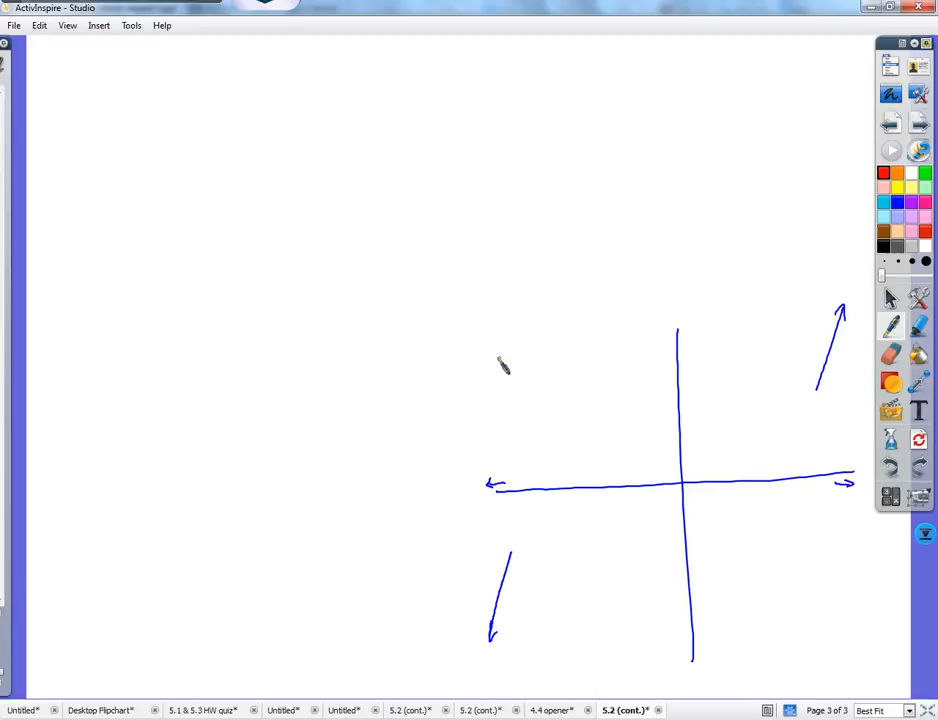 ActivInspire - Studio
File Edit View Insert Tools Help
T
Untitled* Desktop Flipchart* 5.1 & 5.3 HW quiz* Untitled* Untitled* 5.2 (cont.)* 5.2 (cont.)* 4.4 opener* 5.2 (cont.)* Page 3 of 3 Best Fit